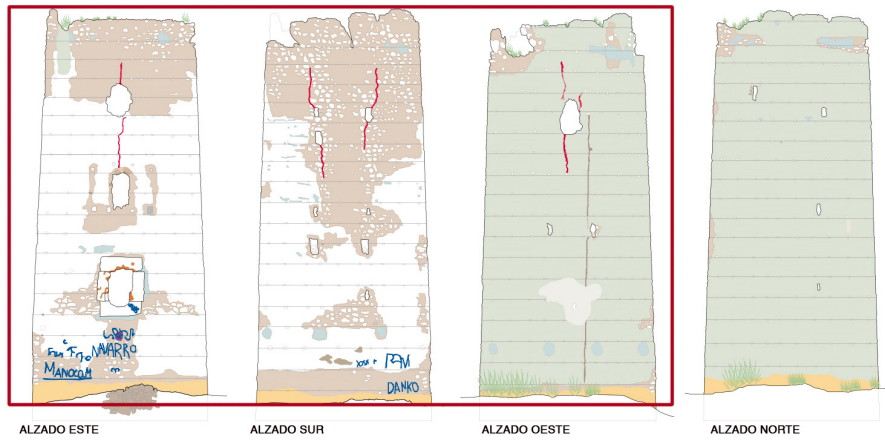 NAVARRO
MANOCOM
DANKO
ALZADO ESTE
ALZADO SUR
ALZADO OESTE
ALZADO NORTE